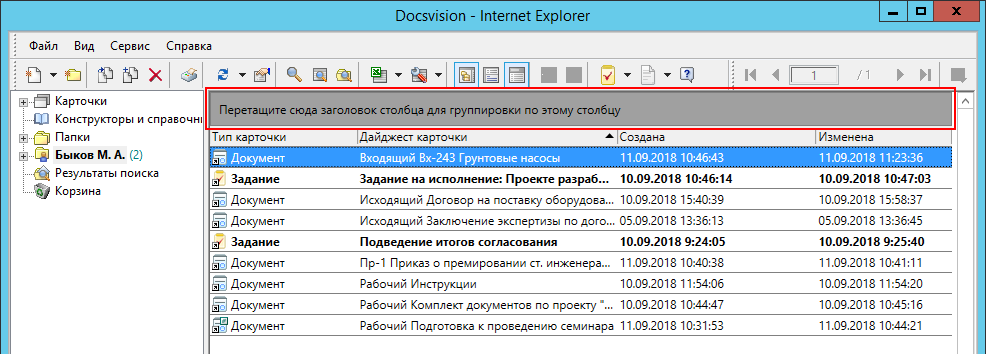 Docsvision - Internet Explorer
Файл Вид Сервис Справка
1 / 1
Карточки
Конструкторы и справочни
Папки
Быков М. А. (2)
Результаты поиска
Корзина
Перетащите сюда заголовок столбца для группировки по этому столбцу
Тип карточки Дайджест карточки Создана Изменена
Документ Входящий Вх-243 Грунтовые насосы 11.09.2018 10:46:43 11.09.2018 11:23:36
Задание Задание на исполнение: Проекте разраб... 10.09.2018 10:46:14 10.09.2018 10:47:03
Документ Исходящий Договор на поставку оборудова... 10.09.2018 15:40:39 10.09.2018 15:58:37
Документ Исходящий Заключение экспертизы по дого... 05.09.2018 13:36:13 05.09.2018 13:36:45
Задание Подведение итогов согласования 10.09.2018 9:24:05 10.09.2018 9:25:40
Документ Пр-1 Приказ о премировании ст. инженера... 11.09.2018 10:40:38 11.09.2018 10:41:11
Документ Рабочий Инструкции 10.09.2018 11:54:06 10.09.2018 11:54:20
Документ Рабочий Комплект документов по проекту "... 10.09.2018 10:44:47 10.09.2018 10:45:16
Документ Рабочий Подготовка к проведению семинара 11.09.2018 10:31:53 11.09.2018 10:44:21